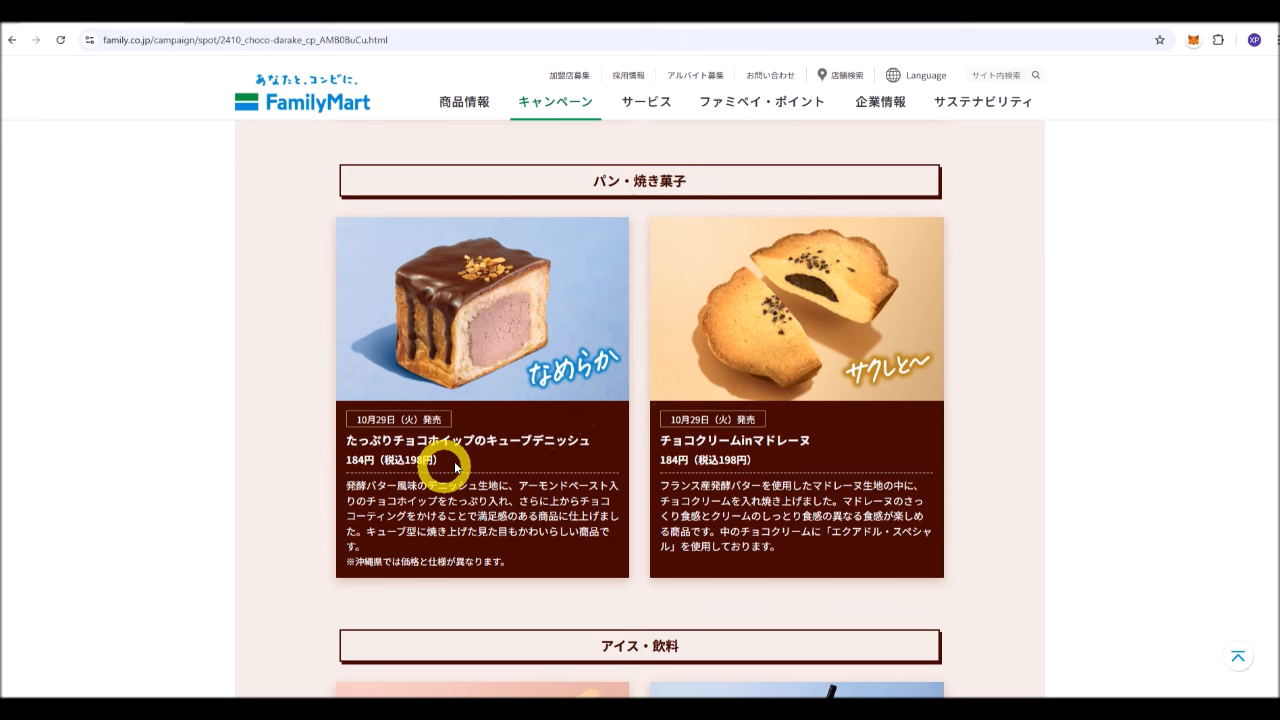 family.co.jp/campaign/spot/2410_choco-darake_cp_AMB0BuCu.html
XP
あなたと、コンビに、
FamilyMart
加盟店募集
採用情報
アルバイト募集
お問い合わせ
店舗検索
Language
サイト内検索
商品情報
キャンペーン
サービス
ファミペイ・ポイント
企業情報
サステナビリティ
パン・焼き菓子
なめらか
10月29日（火）発売
たっぷりチョコホイップのキューブデニッシュ
184円（税込198円）
発酵バター風味のデニッシュ生地に、アーモンドペースト入
りのチョコホイップをたっぷり入れ、さらに上からチョコ
コーティングをかけることで満足感のある商品に仕上げまし
た。キューブ型に焼き上げた見た目もかわいらしい商品で
す。
※沖縄県では価格と仕様が異なります。
サクしと～
10月29日（火）発売
チョコクリームinマドレーヌ
184円（税込198円）
フランス産発酵バターを使用したマドレーヌ生地の中に、
チョコクリームを入れ焼き上げました。マドレーヌのさっ
くり食感とクリームのしっとり食感の異なる食感が楽しめ
る商品です。中のチョコクリームに「エクアドル・スペシャ
ル」を使用しております。
アイス・飲料